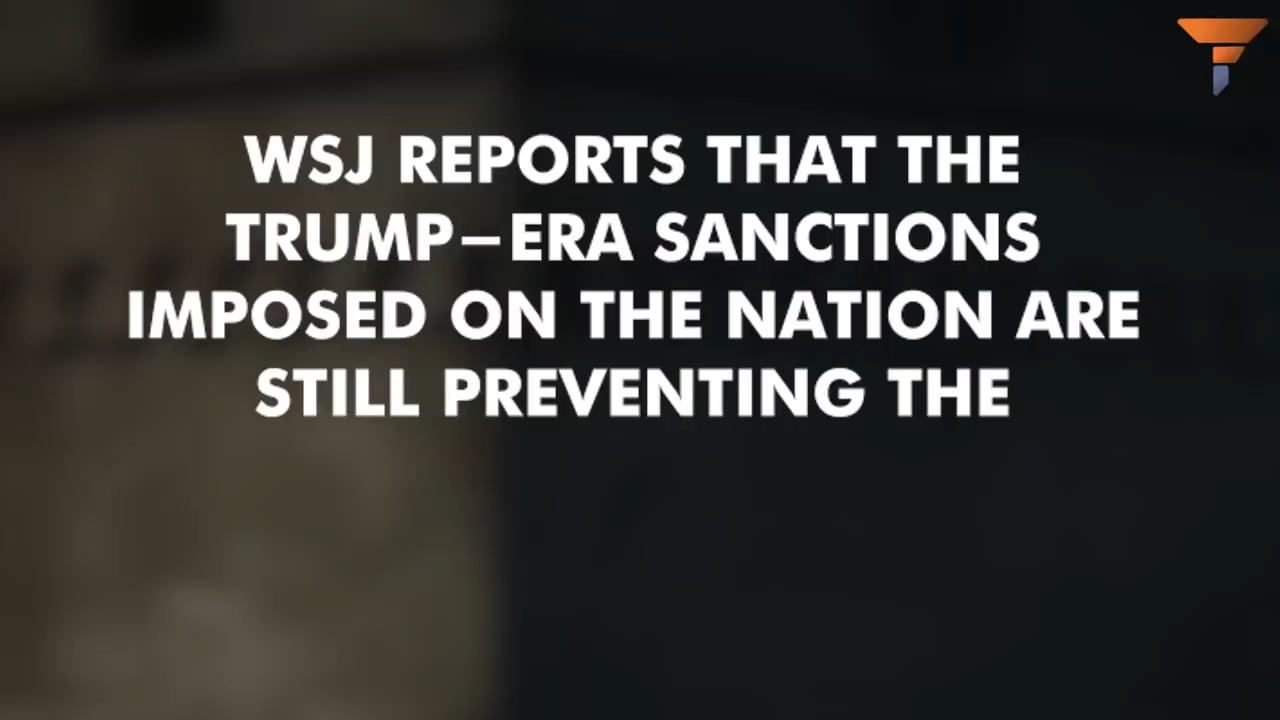 WSJ REPORTS THAT THE
TRUMP–ERA SANCTIONS
IMPOSED ON THE NATION ARE
STILL PREVENTING THE